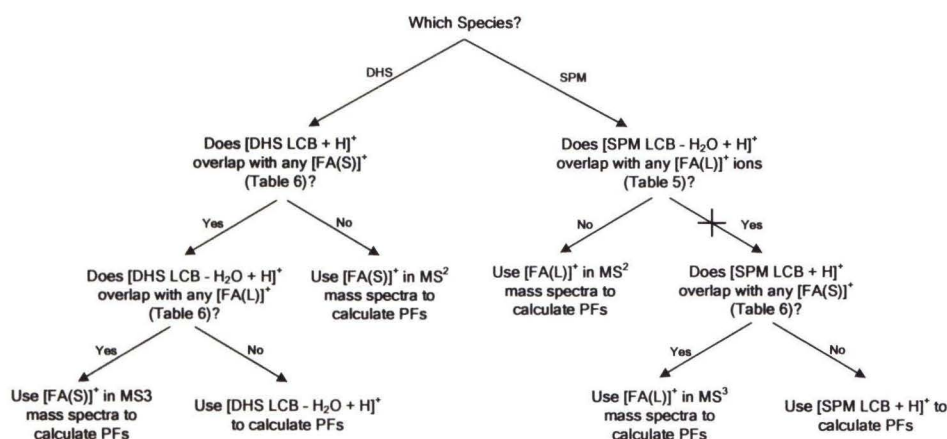 Which Species?
DHS
SPM
Does [DHS LCB + H]⁺
overlap with any [FA(S)]⁺
(Table 6)?
Does [SPM LCB - H₂O + H]⁺
overlap with any [FA(L)]⁺ ions
(Table 5)?
Yes
No
No
Yes
Does [DHS LCB - H₂O + H]⁺
overlap with any [FA(L)]⁺
(Table 6)?
Use [FA(S)]⁺ in MS²
mass spectra to
calculate PFs
Use [FA(L)]⁺ in MS²
mass spectra to
calculate PFs
Does [SPM LCB + H]⁺
overlap with any [FA(S)]⁺
(Table 6)?
Yes
No
Yes
No
Use [FA(S)]⁺ in MS3
mass spectra to
calculate PFs
Use [DHS LCB - H₂O + H]⁺
to calculate PFs
Use [FA(L)]⁺ in MS³
mass spectra to
calculate PFs
Use [SPM LCB + H]⁺ to
calculate PFs